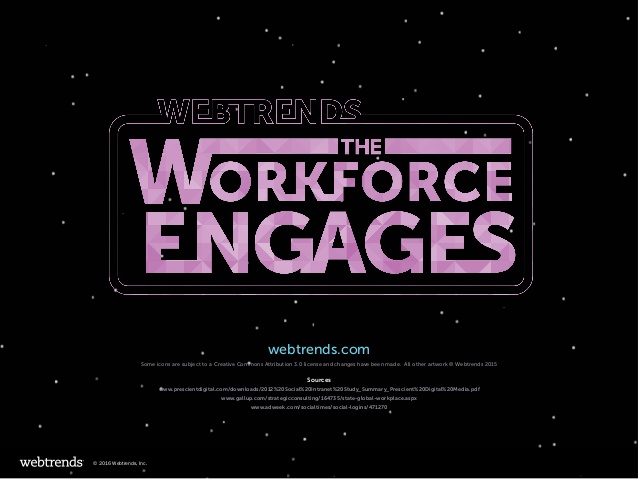 WEBTRENDS
THE
WORKFORCE
ENGAGES
webtrends.com
Some icons are subject to a Creative Commons Attribution 3.0 license and changes have been made. All other artwork © Webtrends 2015
Sources
www.prescientdigital.com/downloads/2012%20Social%20Intranet%20Study_Summary_Prescient%20Digital%20Media.pdf
www.gallup.com/strategicconsulting/164735/state-global-workplace.aspx
www.adweek.com/socialtimes/social-logins/471270
webtrends © 2016 Webtrends, Inc.